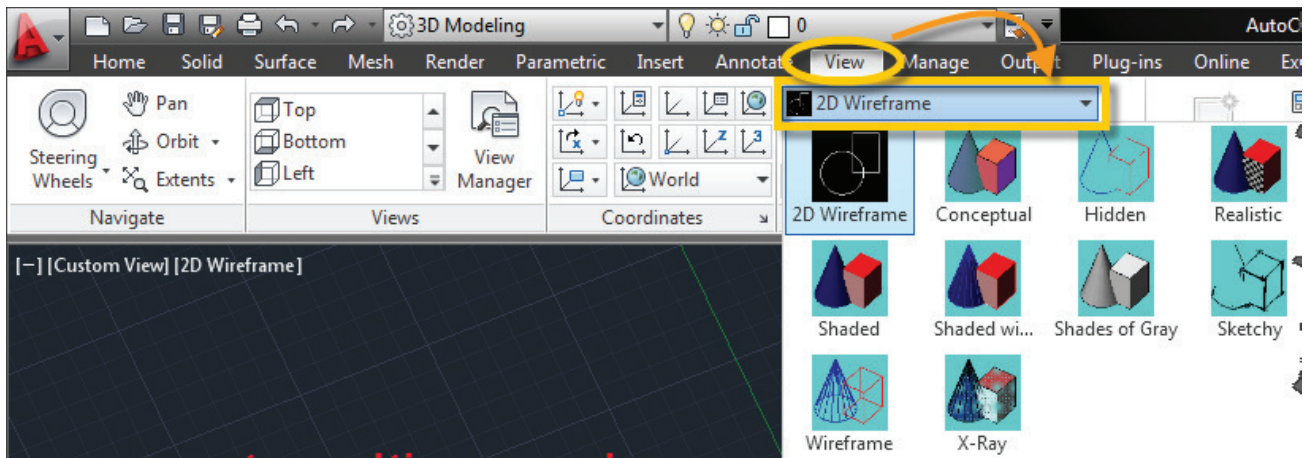 3D Modeling 0 AutoC
Home Solid Surface Mesh Render Parametric Insert Annotate View Manage Output Plug-ins Online Ex
Pan
Orbit
Extents
Steering
Wheels
Navigate
Top
Bottom
Left
View
Manager
Views
World
Coordinates
2D Wireframe
2D Wireframe Conceptual Hidden Realistic
Shaded Shaded wi... Shades of Gray Sketchy
Wireframe X-Ray
[−] [Custom View] [2D Wireframe]